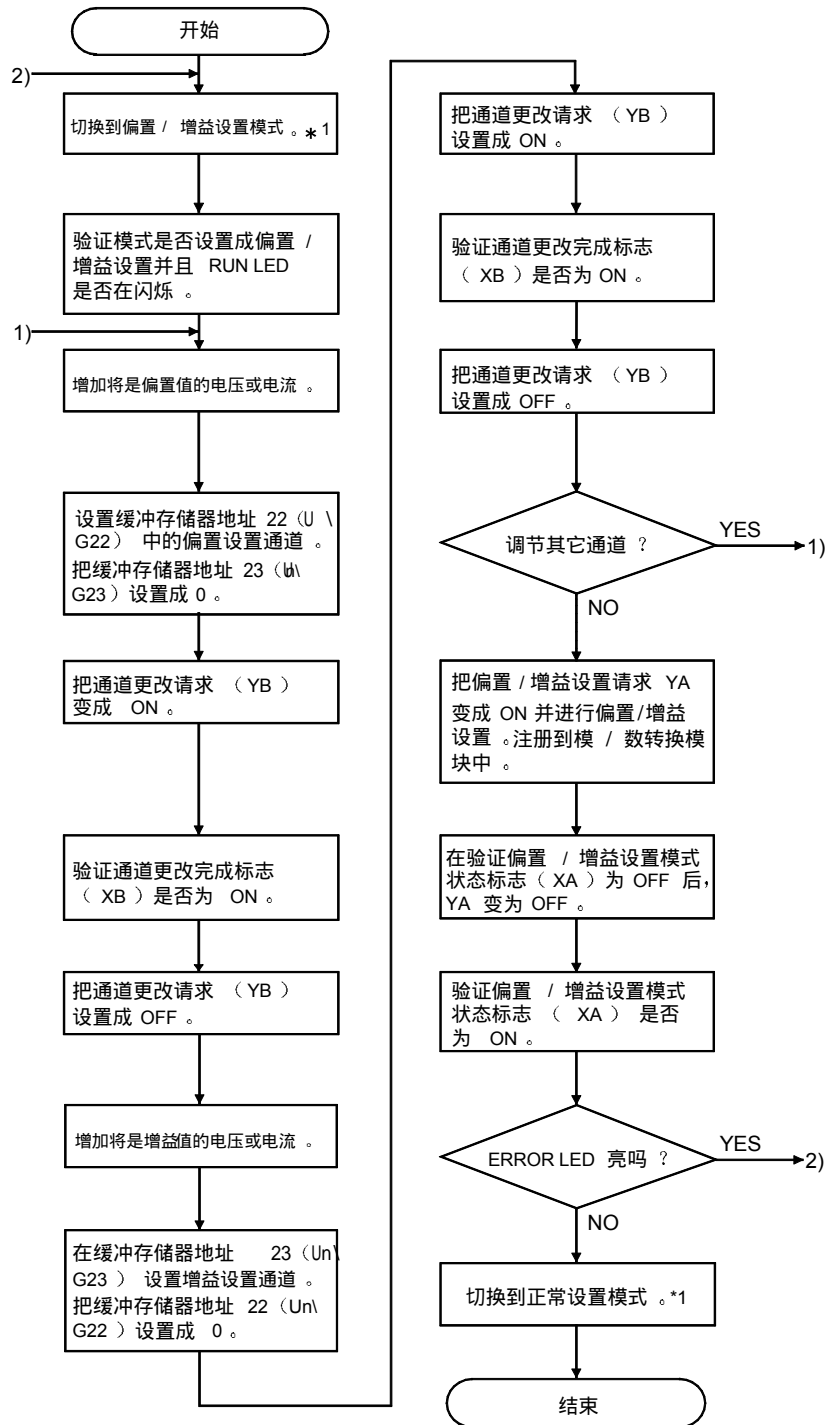 开始
2)
切换到偏置 / 增益设置模式 。*1
验证模式是否设置成偏置 /
增益设置并且 RUN LED
是否在闪烁 。
1)
增加将是偏置值的电压或电流 。
设置缓冲存储器地址 22（U \
G22） 中的偏置设置通道 。
把缓冲存储器地址 23（\
G23）设置成 0 。
把通道更改请求 （YB ）
变成 ON 。
验证通道更改完成标志
（ XB ）是否为 ON 。
把通道更改请求 （YB ）
设置成 OFF 。
增加将是增益值的电压或电流 。
在缓冲存储器地址 23（Un\
G23 ） 设置增益设置通道 。
把缓冲存储器地址 22（Un\
G22 ）设置成 0 。
把通道更改请求 （YB ）
设置成 ON 。
验证通道更改完成标志
（ XB ）是否为 ON 。
把通道更改请求 （YB ）
设置成 OFF 。
调节其它通道 ？
YES
1)
NO
把偏置 / 增益设置请求 YA
变成 ON 并进行偏置/增益
设置 。注册到模 / 数转换模
块中 。
在验证偏置 / 增益设置模式
状态标志（ XA ）为 OFF 后，
YA 变为 OFF 。
验证偏置 / 增益设置模式
状态标志 （ XA ） 是否
为 ON 。
ERROR LED 亮吗 ？
YES
2)
NO
切换到正常设置模式 。*1
结束